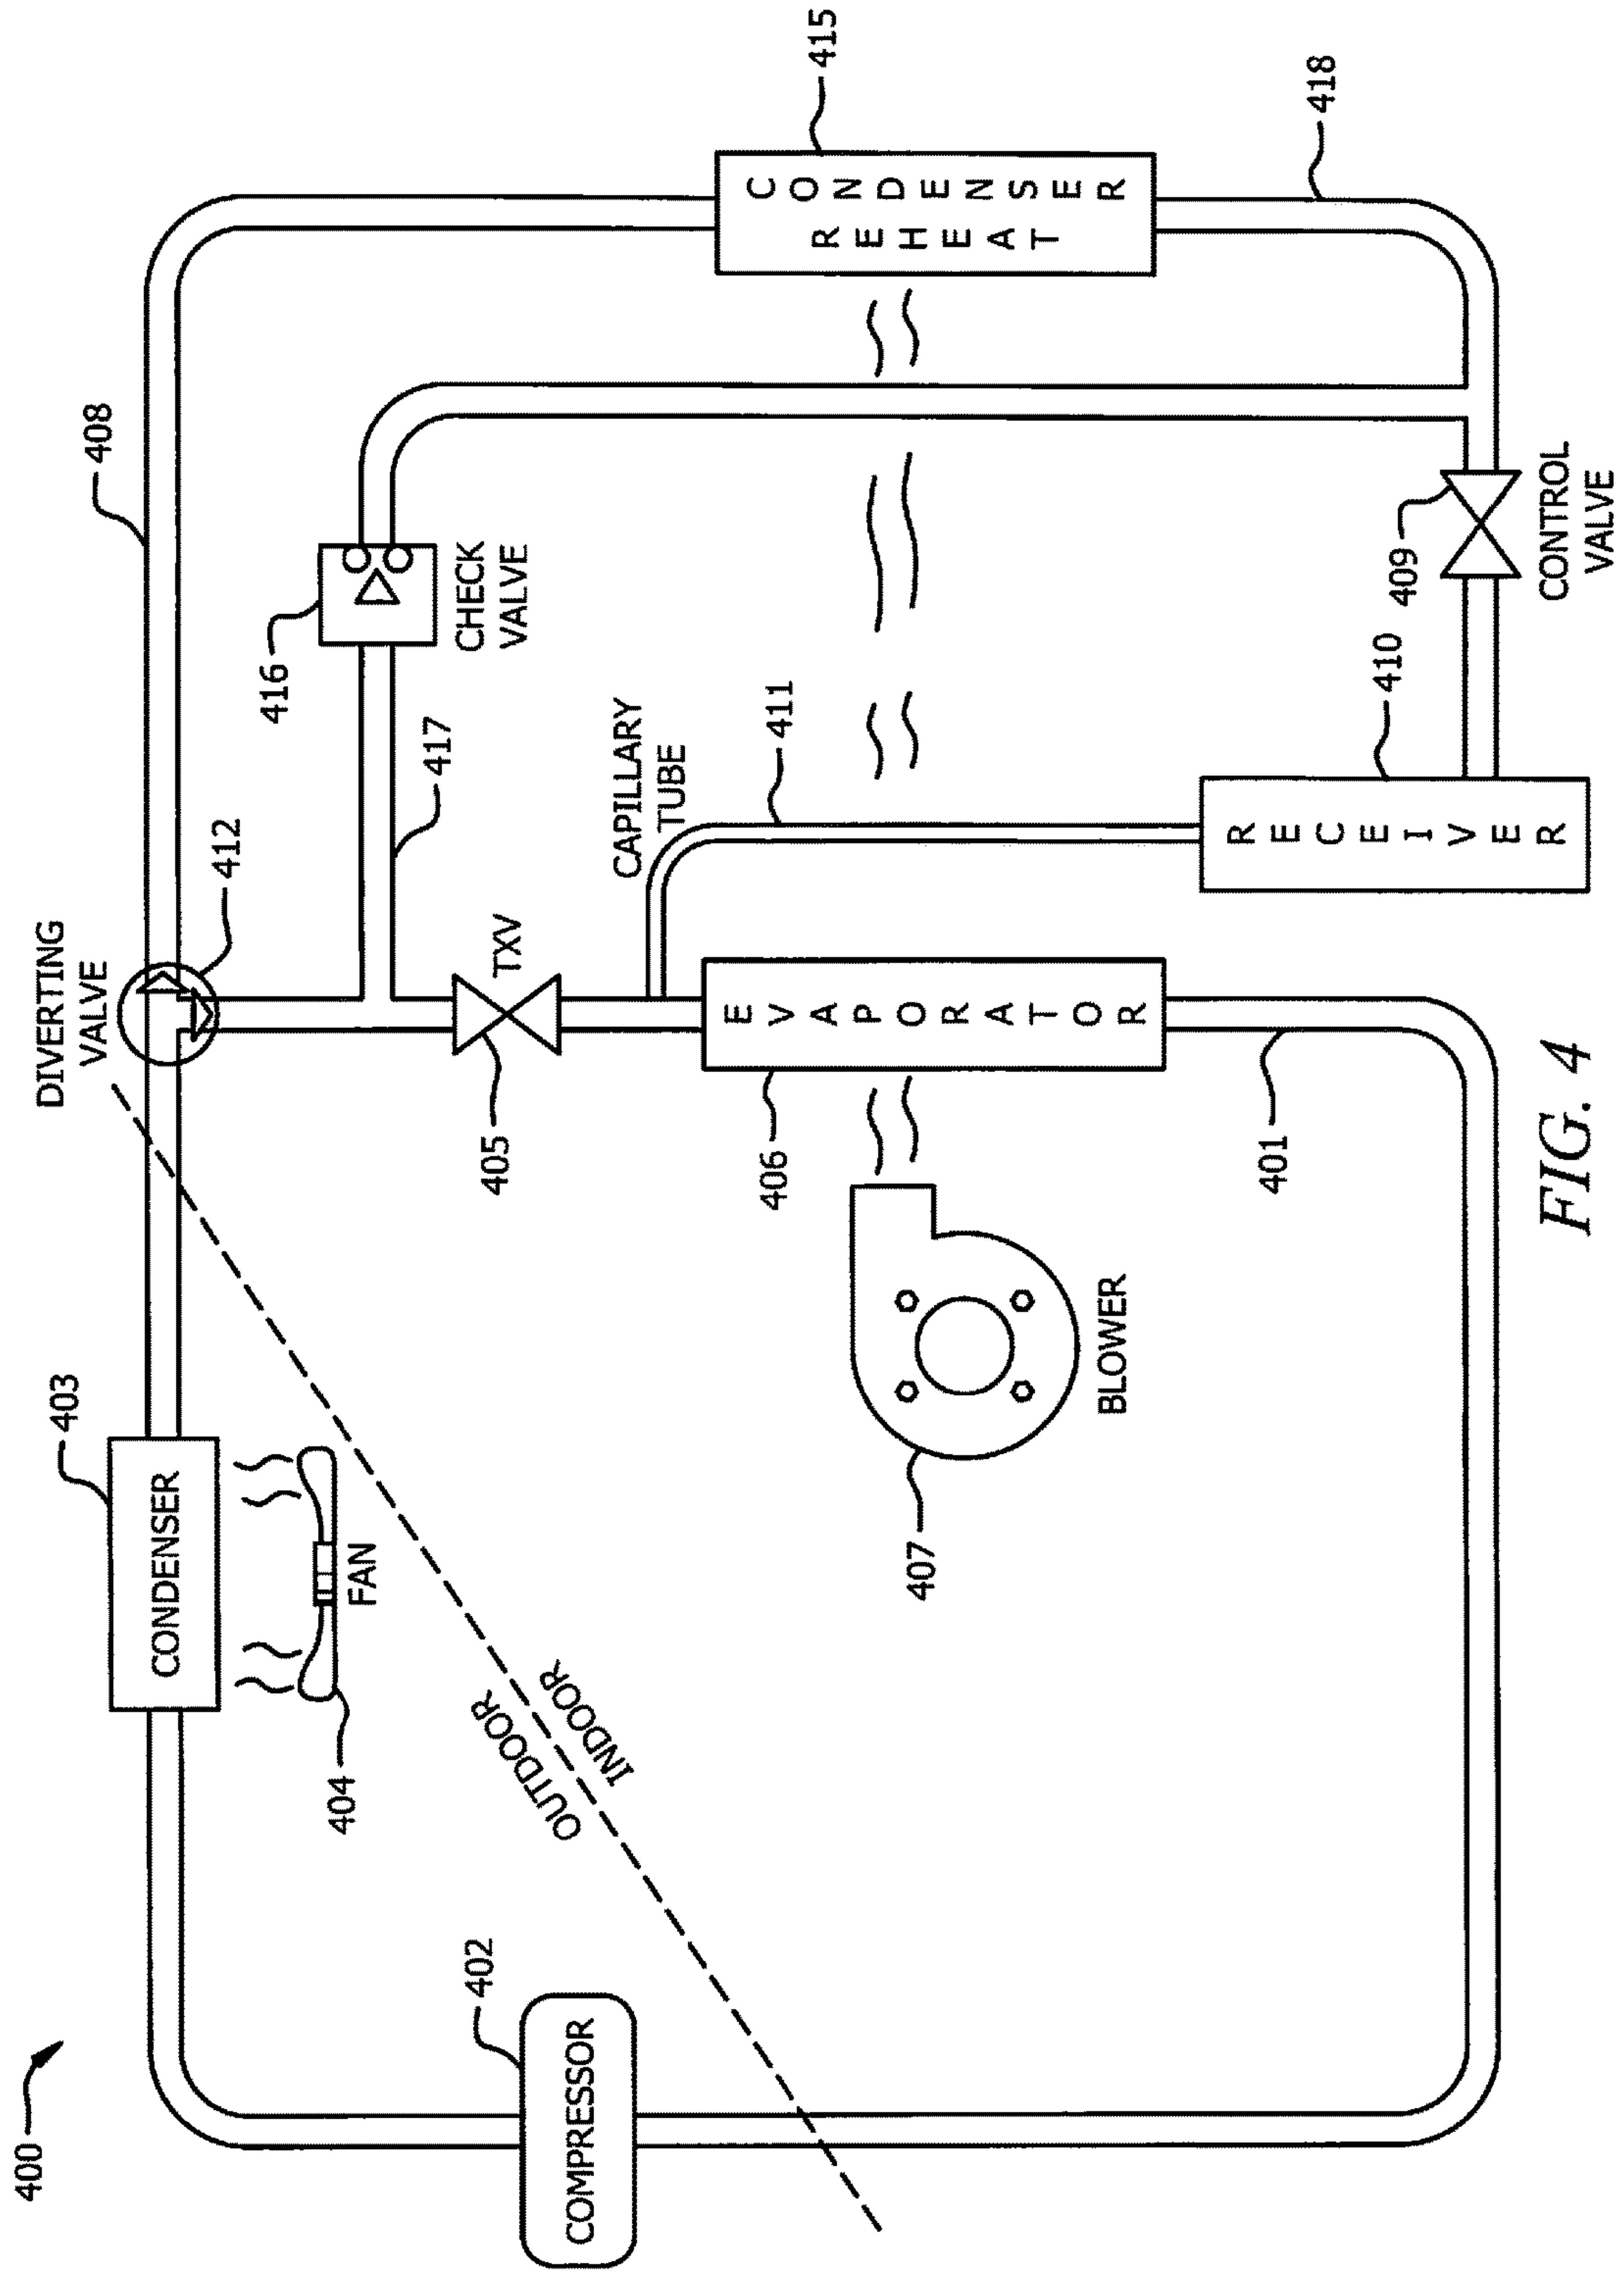 400
COMPRESSOR
402
CONDENSER
403
FAN
404
OUTDOOR
INDOOR
DIVERTING
VALVE
412
408
TXV
405
417
CHECK
VALVE
416
CAPILLARY
TUBE
411
EVAPORATOR
406
BLOWER
407
401
RECEIVER
410
CONTROL
VALVE
409
REHEAT
CONDENSER
415
418
FIG. 4